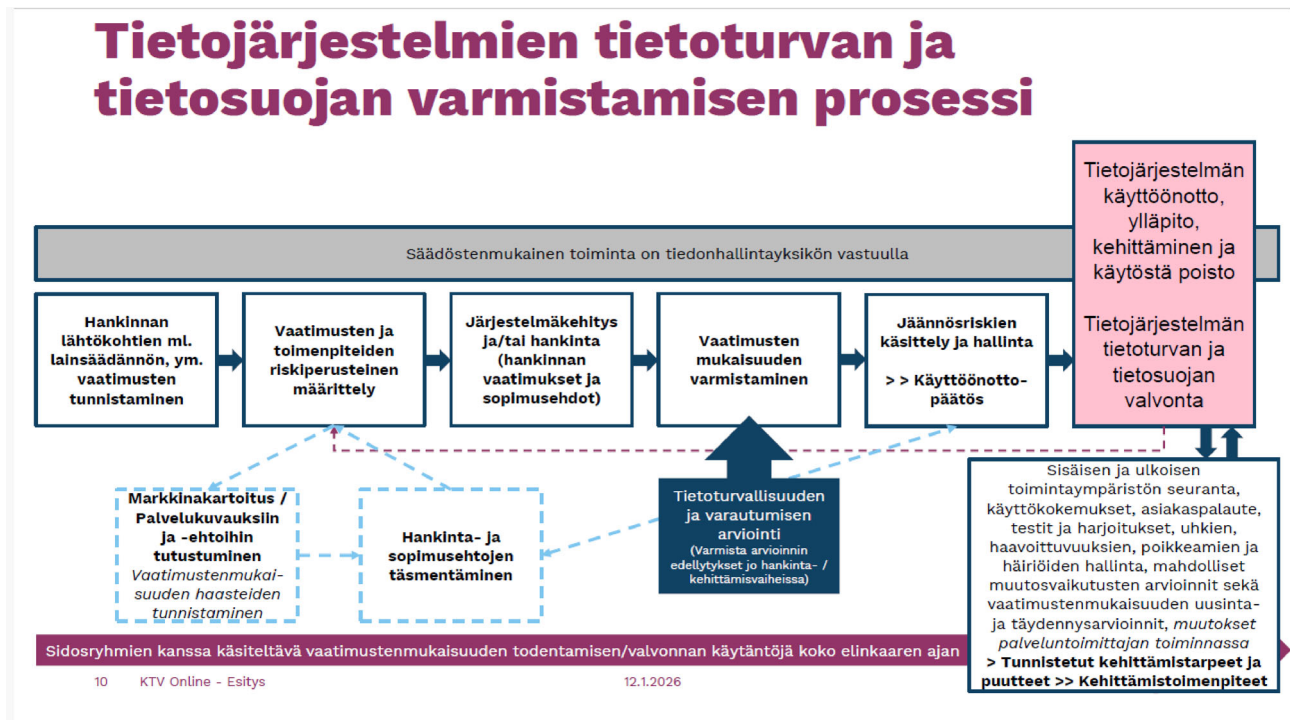 Tietojärjestelmien tietoturvan ja
tietosuojan varmistamisen prosessi
Säädöstenmukainen toiminta on tiedonhallintayksikön vastuulla
Hankinnan
lähtökohtien ml.
lainsäädännön, ym.
vaatimusten
tunnistaminen
Vaatimusten ja
toimenpiteiden
riskiperusteinen
määrittely
Järjestelmäkehitys
ja/tai hankinta
(hankinnan
vaatimukset ja
sopimusehdot)
Vaatimusten
mukaisuuden
varmistaminen
Jäännösriskien
käsittely ja hallinta
> > Käyttöönotto-
päätös
Tietojärjestelmän
käyttöönotto,
ylläpito,
kehittäminen ja
käytöstä poisto
Tietojärjestelmän
tietoturvan ja
tietosuojan
valvonta
Markkinakartoitus /
Palvelukuvauksiin
ja -ehtoihin
tutustuminen
Vaatimustenmukai-
suuden haasteiden
tunnistaminen
Hankinta- ja
sopimusehtojen
täsmentäminen
Tietoturvallisuuden
ja varautumisen
arviointi
(Varmista arvioinnin
edellytykset jo hankinta- /
kehittämisvaiheissa)
Sisäisen ja ulkoisen
toimintaympäristön seuranta,
käyttökokemukset, asiakaspalaute,
testit ja harjoitukset, uhkien,
haavoittuvuuksien, poikkeamien ja
häiriöiden hallinta, mahdolliset
muutosvaikutusten arvioinnit sekä
vaatimustenmukaisuuden uusinta-
ja täydennysarvioinnit, muutokset
palveluntoimittajan toiminnassa
> Tunnistetut kehittämistarpeet ja
puutteet >> Kehittämistoimenpiteet
Sidosryhmien kanssa käsiteltävä vaatimustenmukaisuuden todentamisen/valvonnan käytäntöjä koko elinkaaren ajan
10 KTV Online - Esitys 12.1.2026